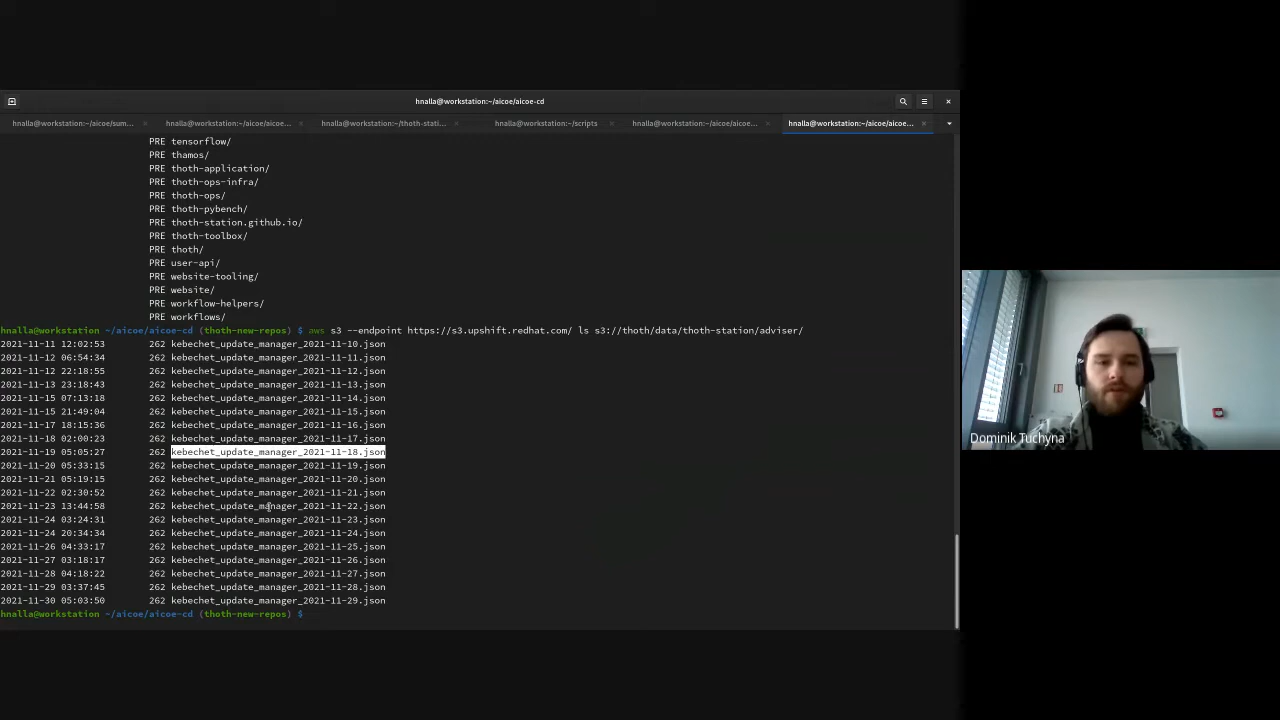 hnalla@workstation:~/aicoe/aicoe-cd
hnalla@workstation:~/aicoe/sum... hnalla@workstation:~/aicoe/aicoe... hnalla@workstation:~/thoth-stati... hnalla@workstation:~/scripts hnalla@workstation:~/aicoe/aicoe... hnalla@workstation:~/aicoe/aicoe...
PRE tensorflow/
PRE thamos/
PRE thoth-application/
PRE thoth-ops-infra/
PRE thoth-ops/
PRE thoth-pybench/
PRE thoth-station.github.io/
PRE thoth-toolbox/
PRE thoth/
PRE user-api/
PRE website-tooling/
PRE website/
PRE workflow-helpers/
PRE workflows/
hnalla@workstation ~/aicoe/aicoe-cd (thoth-new-repos) $ aws s3 --endpoint https://s3.upshift.redhat.com/ ls s3://thoth/data/thoth-station/adviser/
2021-11-11 12:02:53 262 kebechet_update_manager_2021-11-10.json
2021-11-12 06:54:34 262 kebechet_update_manager_2021-11-11.json
2021-11-12 22:18:55 262 kebechet_update_manager_2021-11-12.json
2021-11-13 23:18:43 262 kebechet_update_manager_2021-11-13.json
2021-11-15 07:13:18 262 kebechet_update_manager_2021-11-14.json
2021-11-15 21:49:04 262 kebechet_update_manager_2021-11-15.json
2021-11-17 18:15:36 262 kebechet_update_manager_2021-11-16.json
2021-11-18 02:00:23 262 kebechet_update_manager_2021-11-17.json
2021-11-19 05:05:27 262 kebechet_update_manager_2021-11-18.json
2021-11-20 05:33:15 262 kebechet_update_manager_2021-11-19.json
2021-11-21 05:19:15 262 kebechet_update_manager_2021-11-20.json
2021-11-22 02:30:52 262 kebechet_update_manager_2021-11-21.json
2021-11-23 13:44:58 262 kebechet_update_manager_2021-11-22.json
2021-11-24 03:24:31 262 kebechet_update_manager_2021-11-23.json
2021-11-24 20:34:34 262 kebechet_update_manager_2021-11-24.json
2021-11-26 04:33:17 262 kebechet_update_manager_2021-11-25.json
2021-11-27 03:18:17 262 kebechet_update_manager_2021-11-26.json
2021-11-28 04:18:22 262 kebechet_update_manager_2021-11-27.json
2021-11-29 03:37:45 262 kebechet_update_manager_2021-11-28.json
2021-11-30 05:03:50 262 kebechet_update_manager_2021-11-29.json
hnalla@workstation ~/aicoe/aicoe-cd (thoth-new-repos) $
Dominik Tuchyna